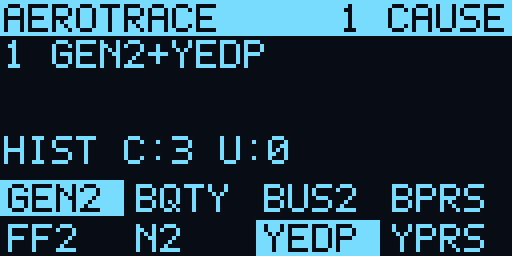 AEROTRACE 1 CAUSE
1 GEN2+YEDP
HIST C:3 U:0
GEN2 BQTY BUS2 BPRS
FF2 N2 YEDP YPRS